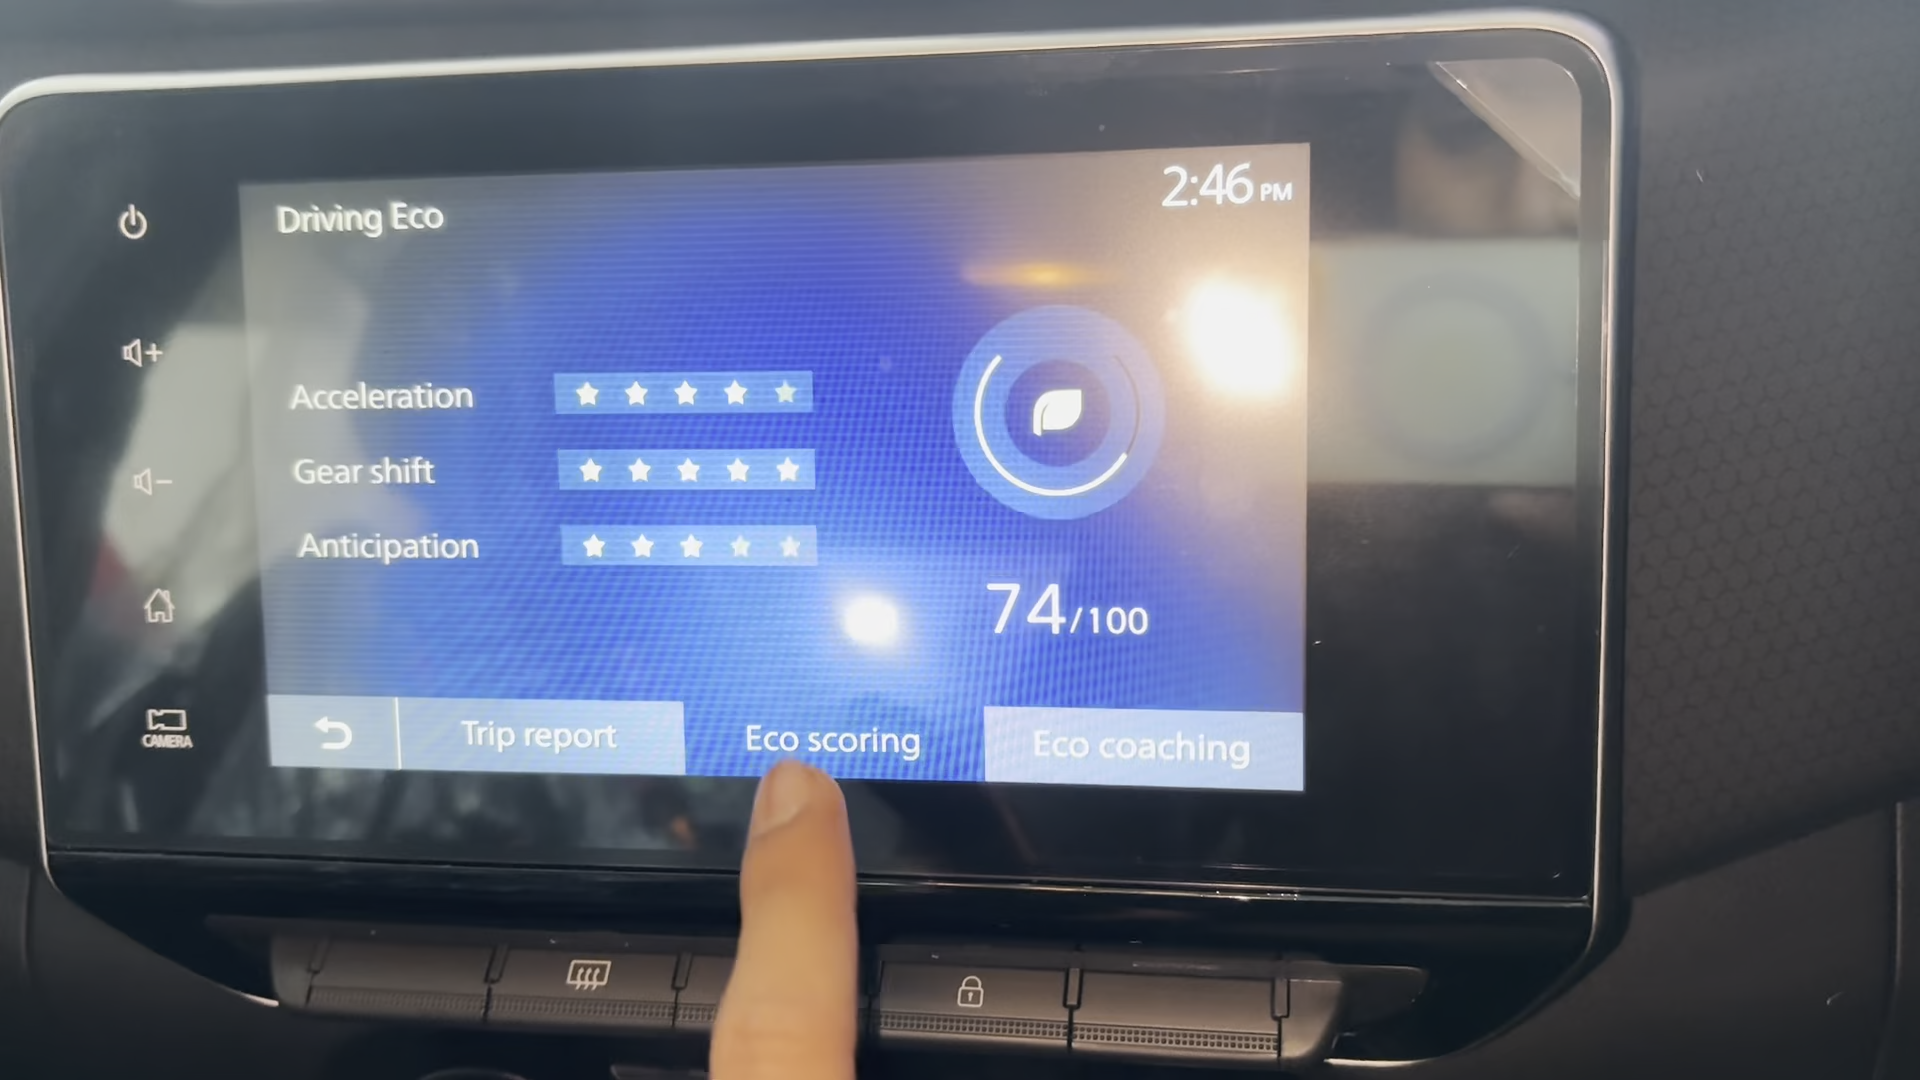 Driving Eco
2:46 PM
Acceleration
Gear shift
Anticipation
74/100
Trip report
Eco scoring
Eco coaching
CAMERA